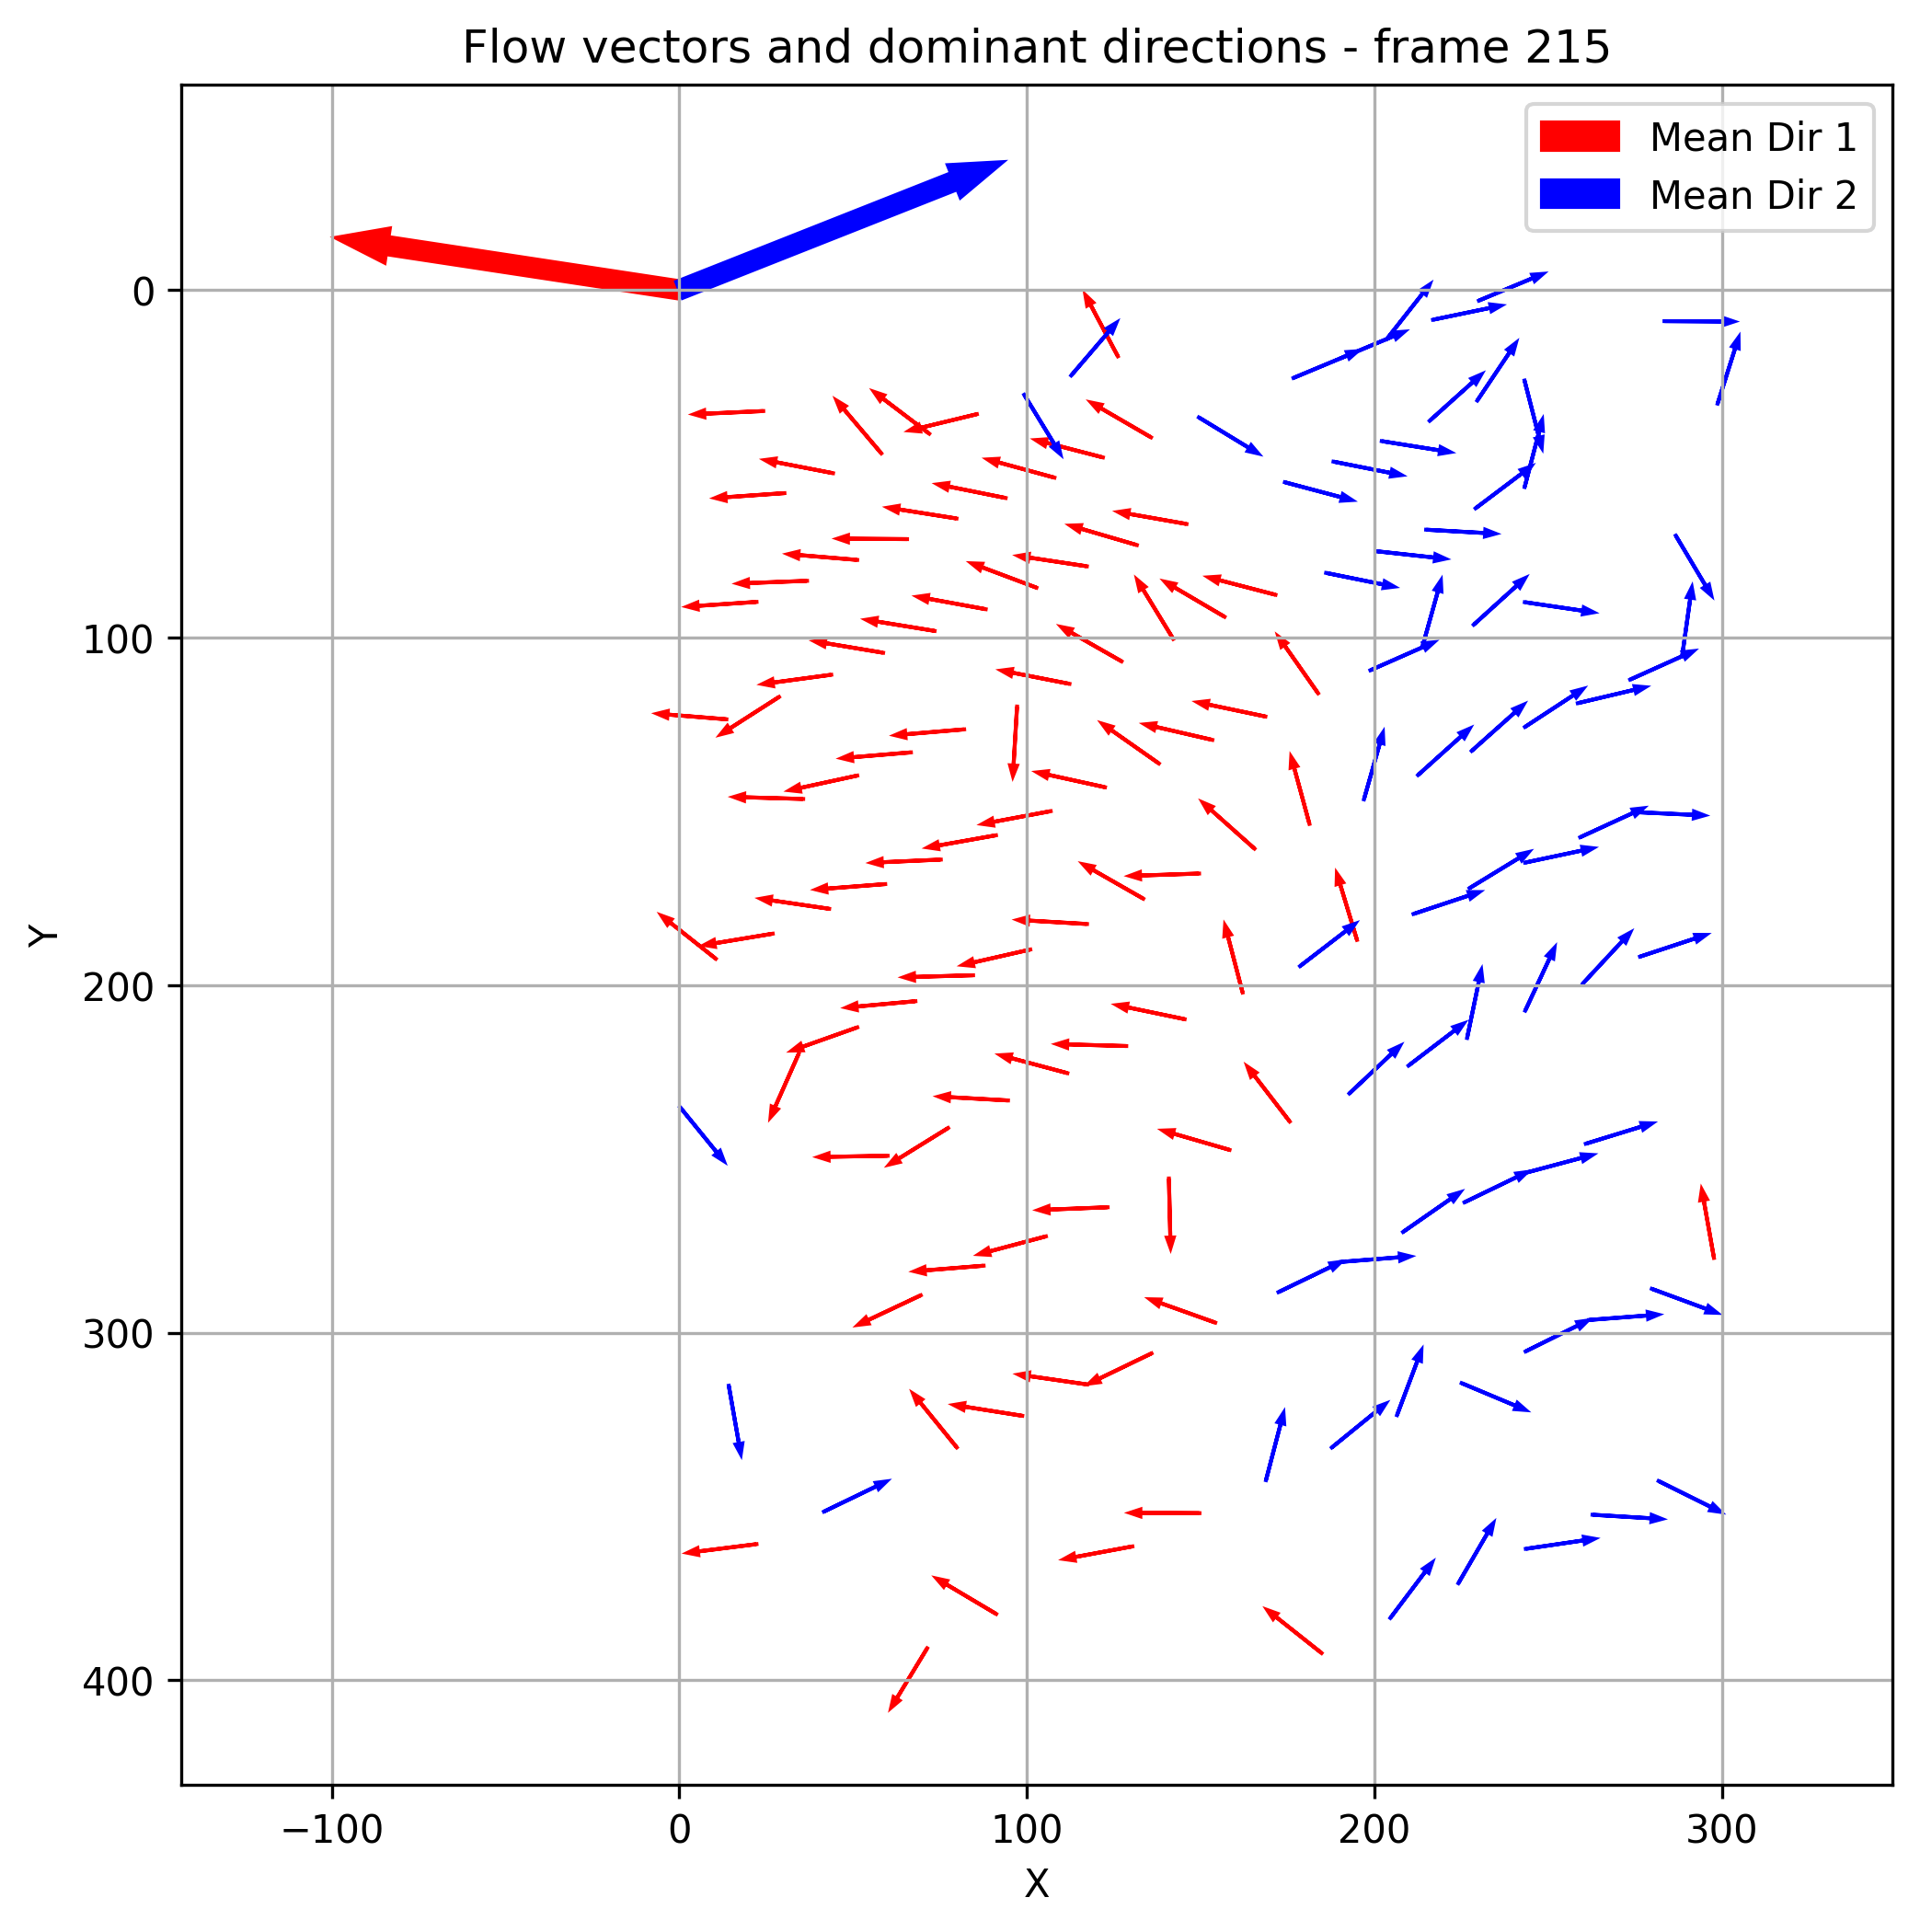 Flow vectors and dominant directions - frame 215
Mean Dir 1
Mean Dir 2
0
100
200
300
400
Y
−100
0
100
200
300
X